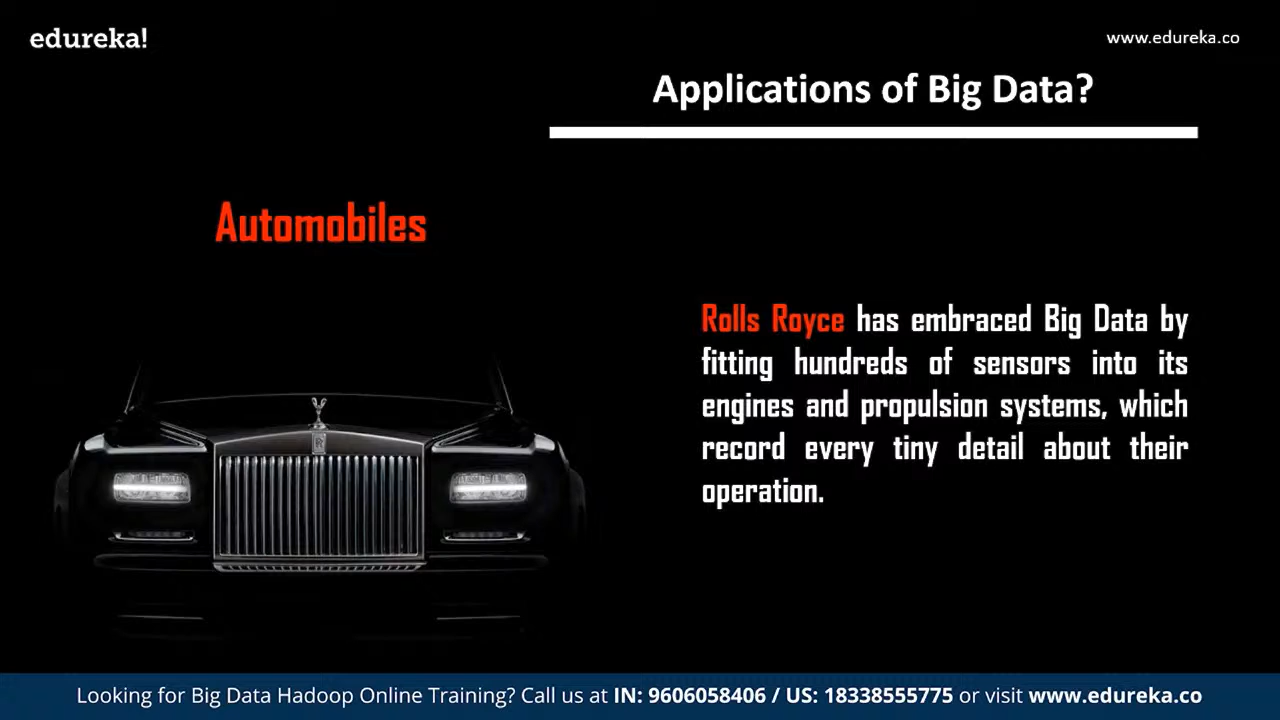 edureka!
www.edureka.co
Applications of Big Data?
Automobiles
Rolls Royce has embraced Big Data by
fitting hundreds of sensors into its
engines and propulsion systems, which
record every tiny detail about their
operation.
Looking for Big Data Hadoop Online Training? Call us at IN: 9606058406 / US: 18338555775 or visit www.edureka.co